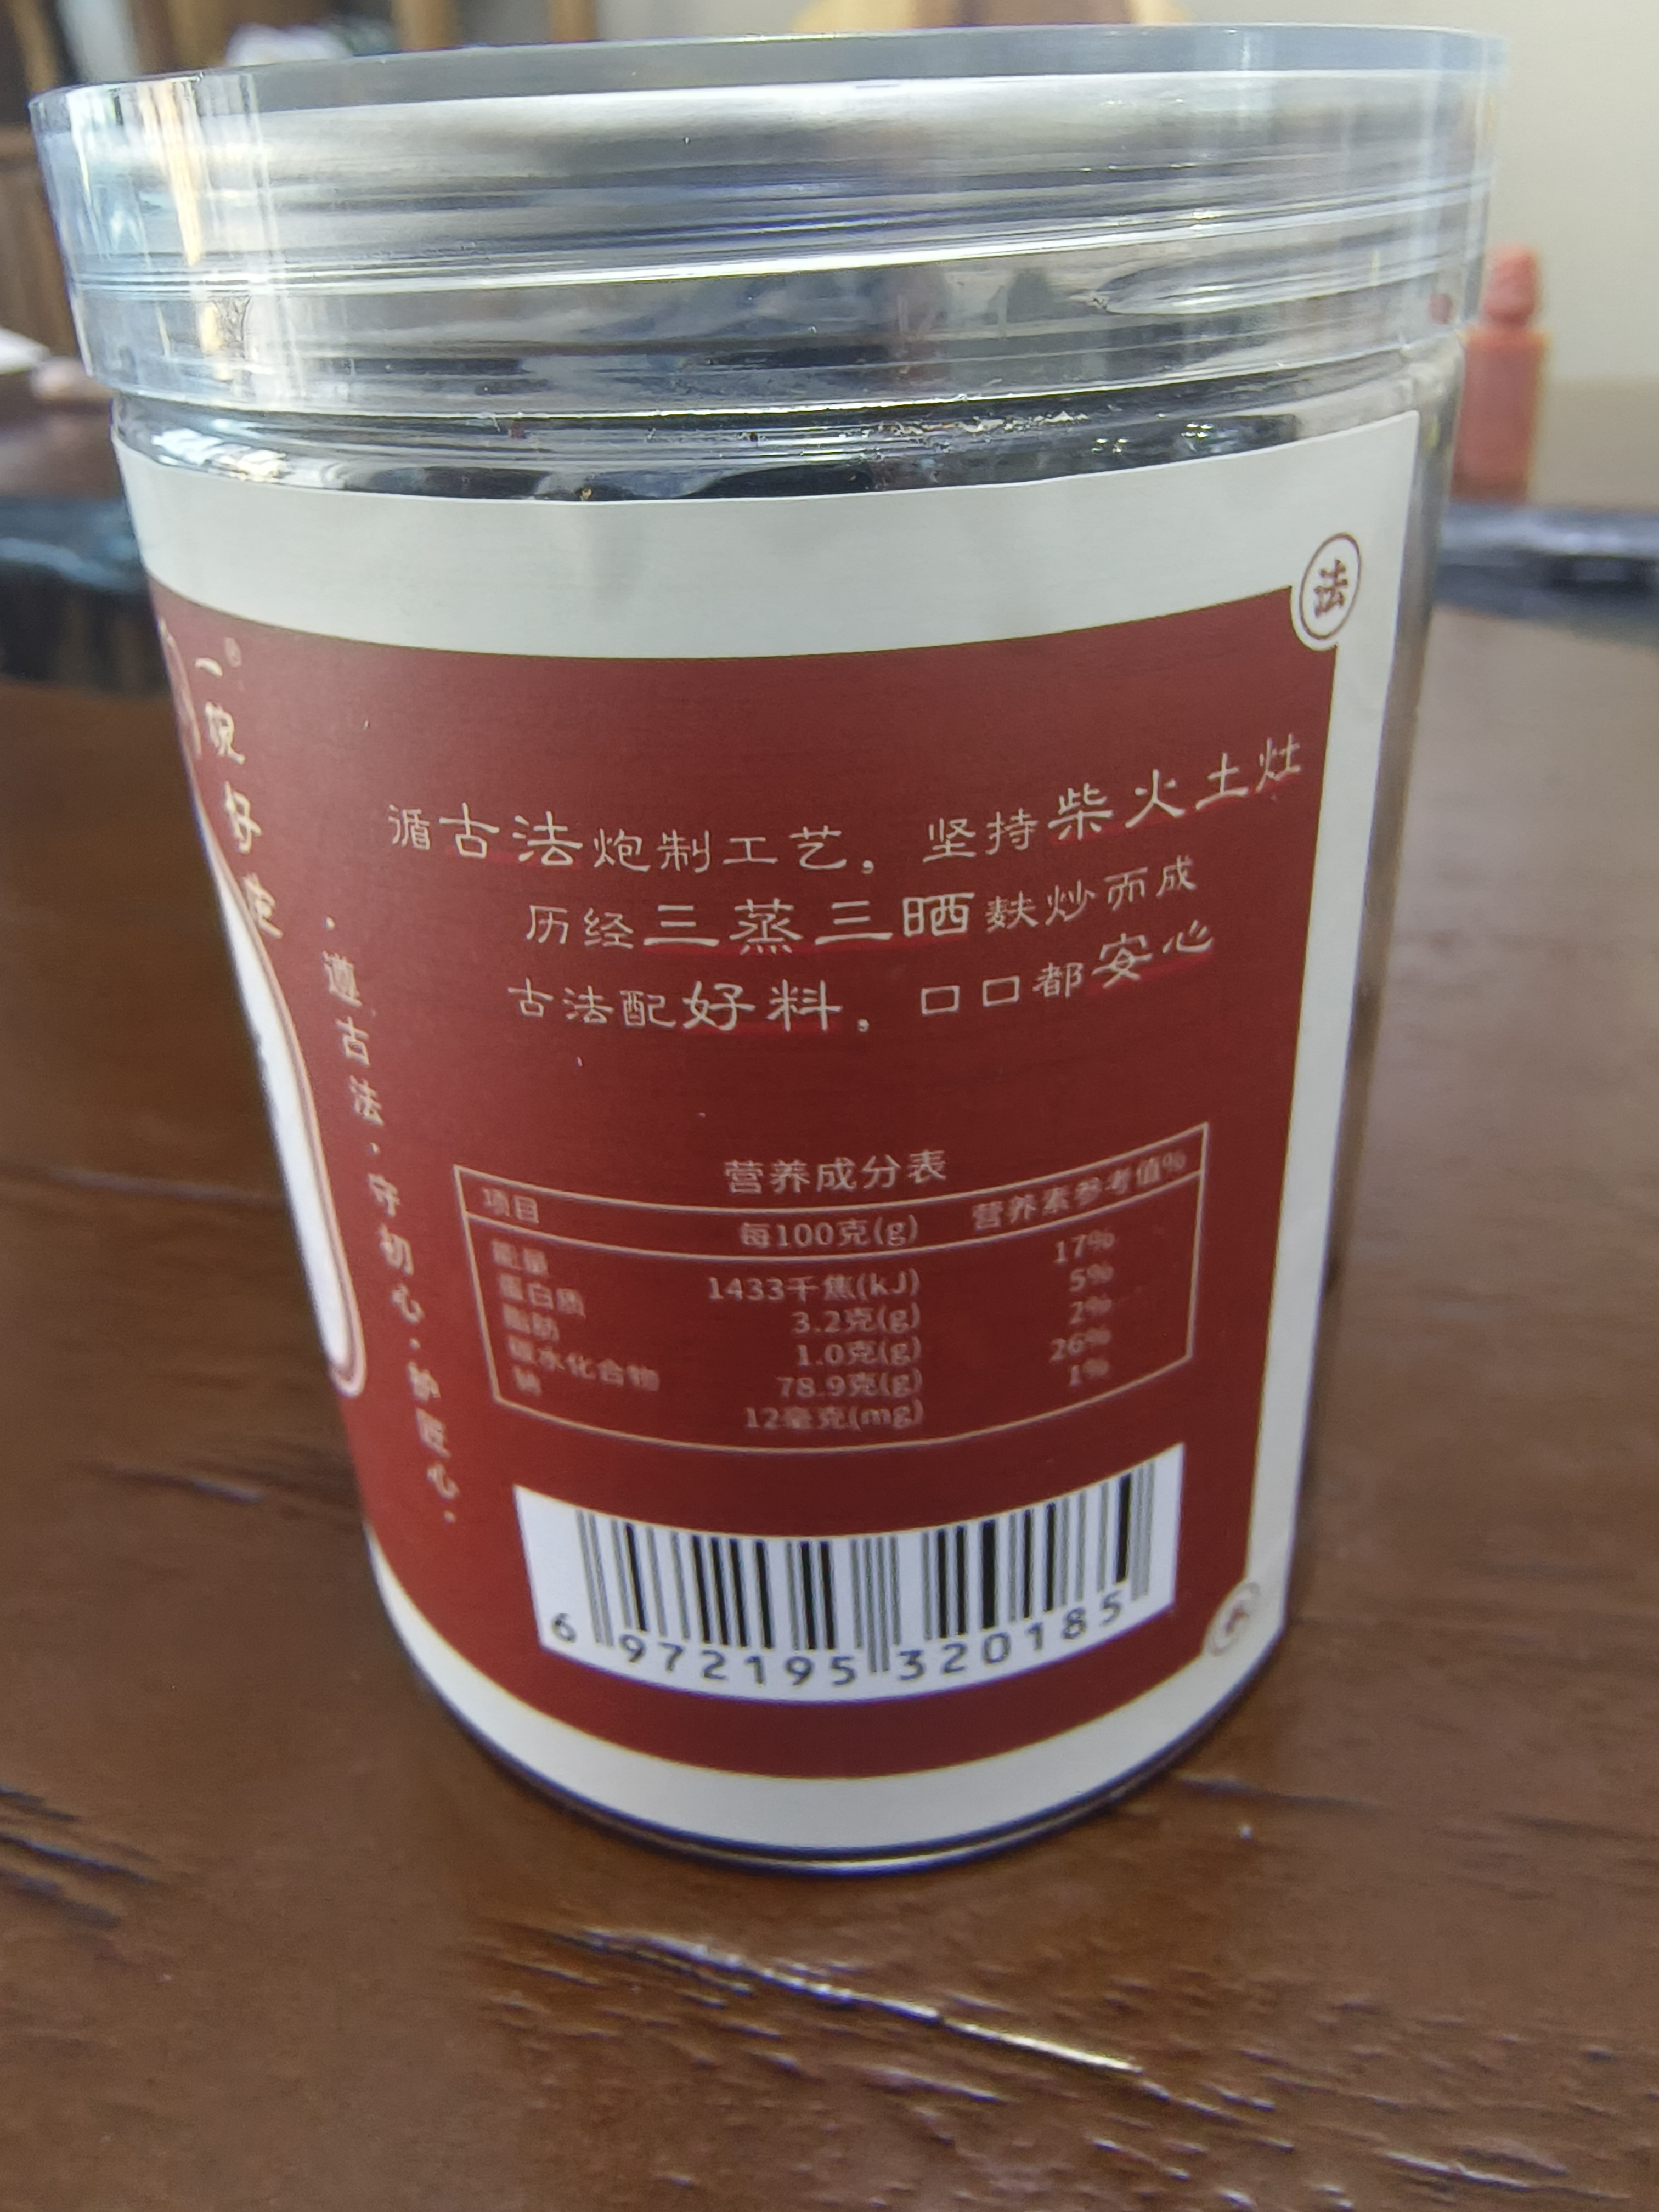 法
循古法炮制工艺，坚持柴火土灶
历经三蒸三晒麸炒而成
古法配好料，口口都安心
一碗好
·遵古法·守初心·护匠心·
营养成分表
项目 每100克(g) 营养素参考值%
能量 1433千焦(kJ) 17%
蛋白质 3.2克(g) 5%
脂肪 1.0克(g) 2%
碳水化合物 78.9克(g) 26%
钠 12毫克(mg) 1%
6 972195 320185